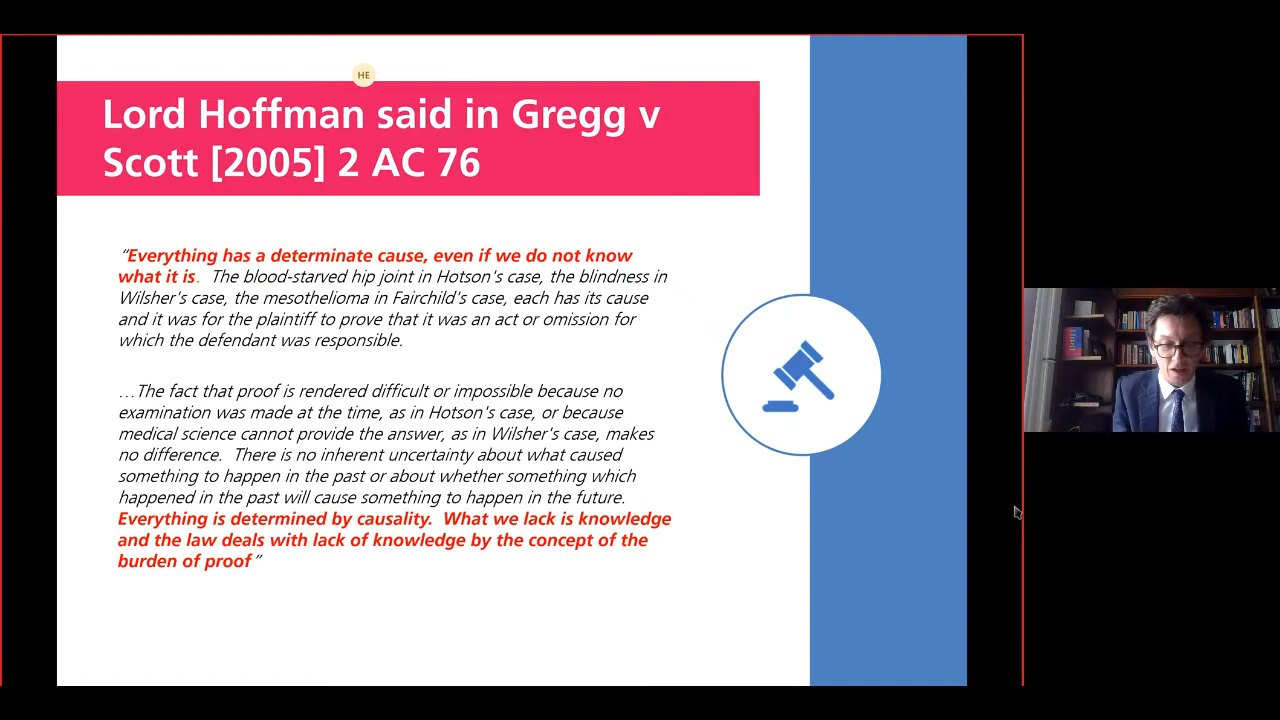 HE
Lord Hoffman said in Gregg v
Scott [2005] 2 AC 76
“Everything has a determinate cause, even if we do not know
what it is.  The blood-starved hip joint in Hotson's case, the blindness in
Wilsher's case, the mesothelioma in Fairchild's case, each has its cause
and it was for the plaintiff to prove that it was an act or omission for
which the defendant was responsible.
…The fact that proof is rendered difficult or impossible because no
examination was made at the time, as in Hotson's case, or because
medical science cannot provide the answer, as in Wilsher's case, makes
no difference.  There is no inherent uncertainty about what caused
something to happen in the past or about whether something which
happened in the past will cause something to happen in the future.
Everything is determined by causality.  What we lack is knowledge
and the law deals with lack of knowledge by the concept of the
burden of proof”